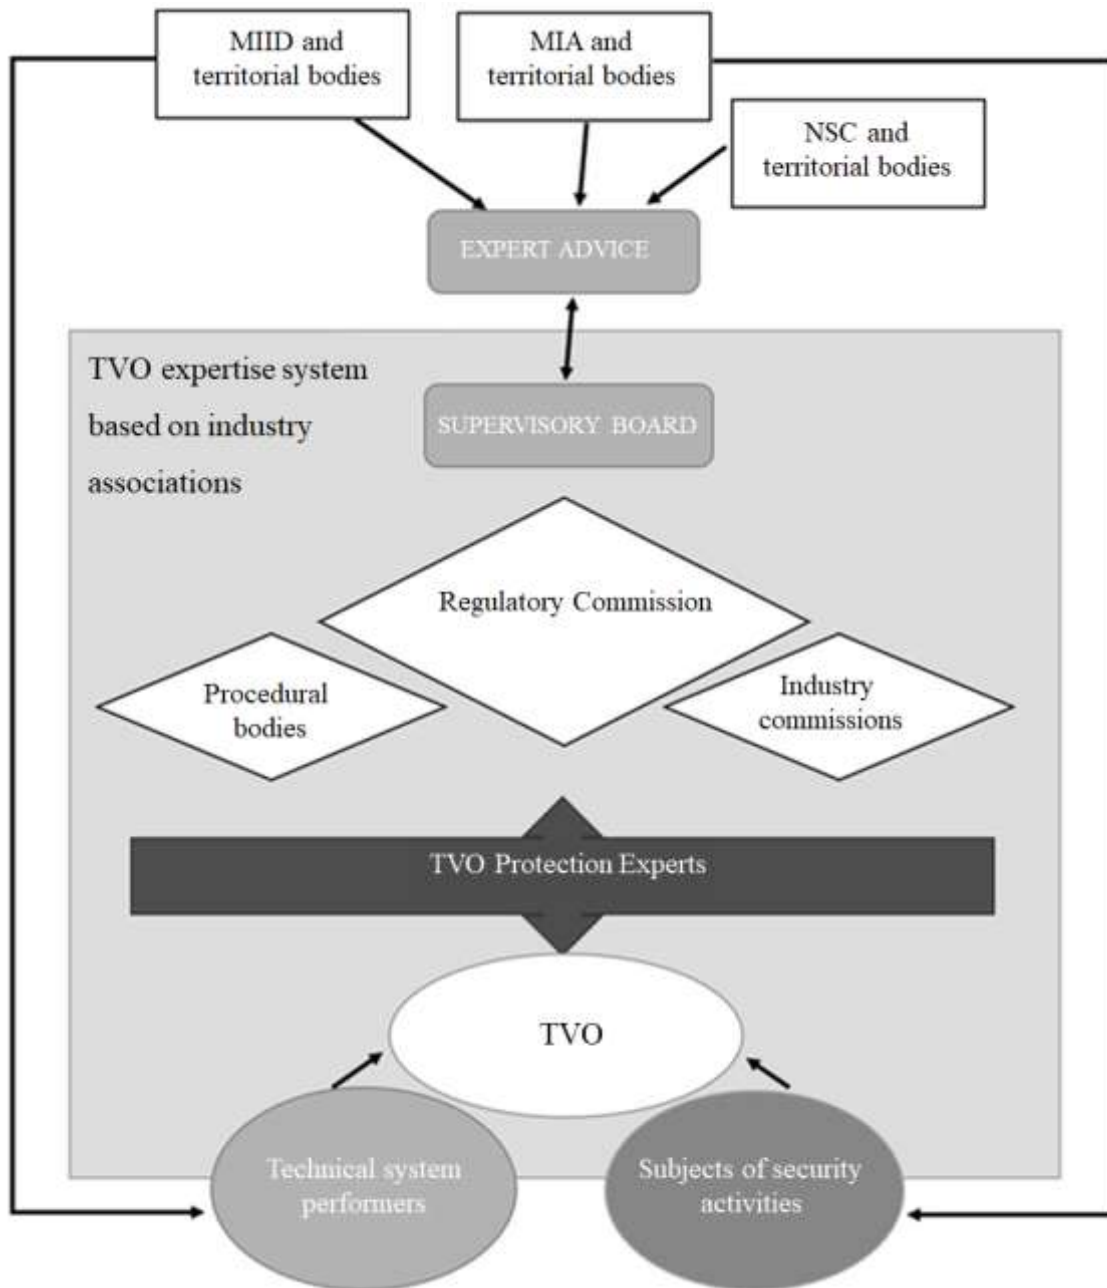 MIID and
territorial bodies
MIA and
territorial bodies
NSC and
territorial bodies
EXPERT ADVICE
TVO expertise system
based on industry
associations
SUPERVISORY BOARD
Regulatory Commission
Procedural
bodies
Industry
commissions
TVO Protection Experts
TVO
Technical system
performers
Subjects of security
activities